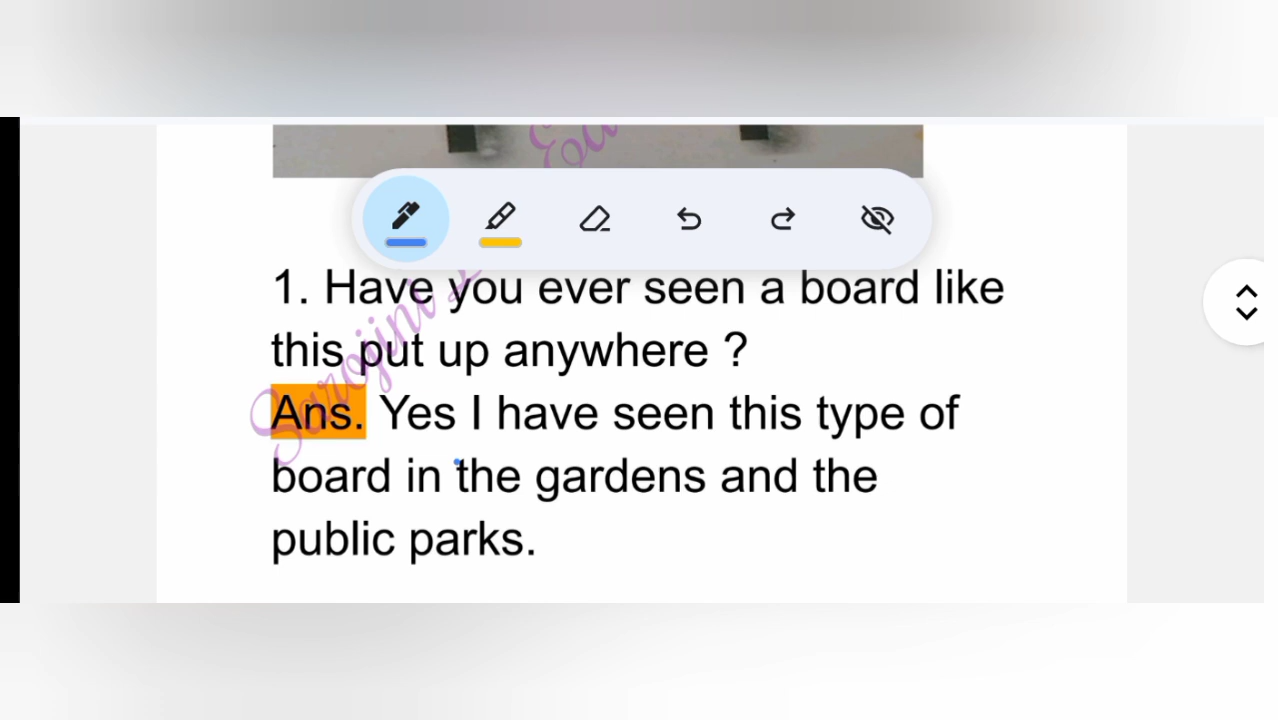 1. Have you ever seen a board like
this put up anywhere ?
Ans. Yes I have seen this type of
board in the gardens and the
public parks.
Sarojini